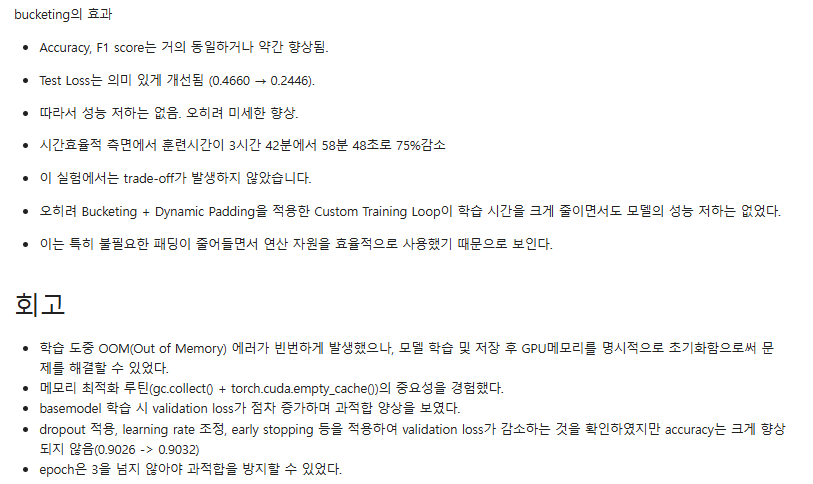 bucketing의 효과
Accuracy, F1 score는 거의 동일하거나 약간 향상됨.
Test Loss는 의미 있게 개선됨 (0.4660 → 0.2446).
따라서 성능 저하는 없음. 오히려 미세한 향상.
시간효율적 측면에서 훈련시간이 3시간 42분에서 58분 48초로 75%감소
이 실험에서는 trade-off가 발생하지 않았습니다.
오히려 Bucketing + Dynamic Padding을 적용한 Custom Training Loop이 학습 시간을 크게 줄이면서도 모델의 성능 저하는 없었다.
이는 특히 불필요한 패딩이 줄어들면서 연산 자원을 효율적으로 사용했기 때문으로 보인다.
회고
학습 도중 OOM(Out of Memory) 에러가 빈번하게 발생했으나, 모델 학습 및 저장 후 GPU메모리를 명시적으로 초기화함으로써 문
제를 해결할 수 있었다.
메모리 최적화 루틴(gc.collect() + torch.cuda.empty_cache())의 중요성을 경험했다.
basemodel 학습 시 validation loss가 점차 증가하며 과적합 양상을 보였다.
dropout 적용, learning rate 조정, early stopping 등을 적용하여 validation loss가 감소하는 것을 확인하였지만 accuracy는 크게 향상
되지 않음(0.9026 -> 0.9032)
epoch은 3을 넘지 않아야 과적합을 방지할 수 있었다.